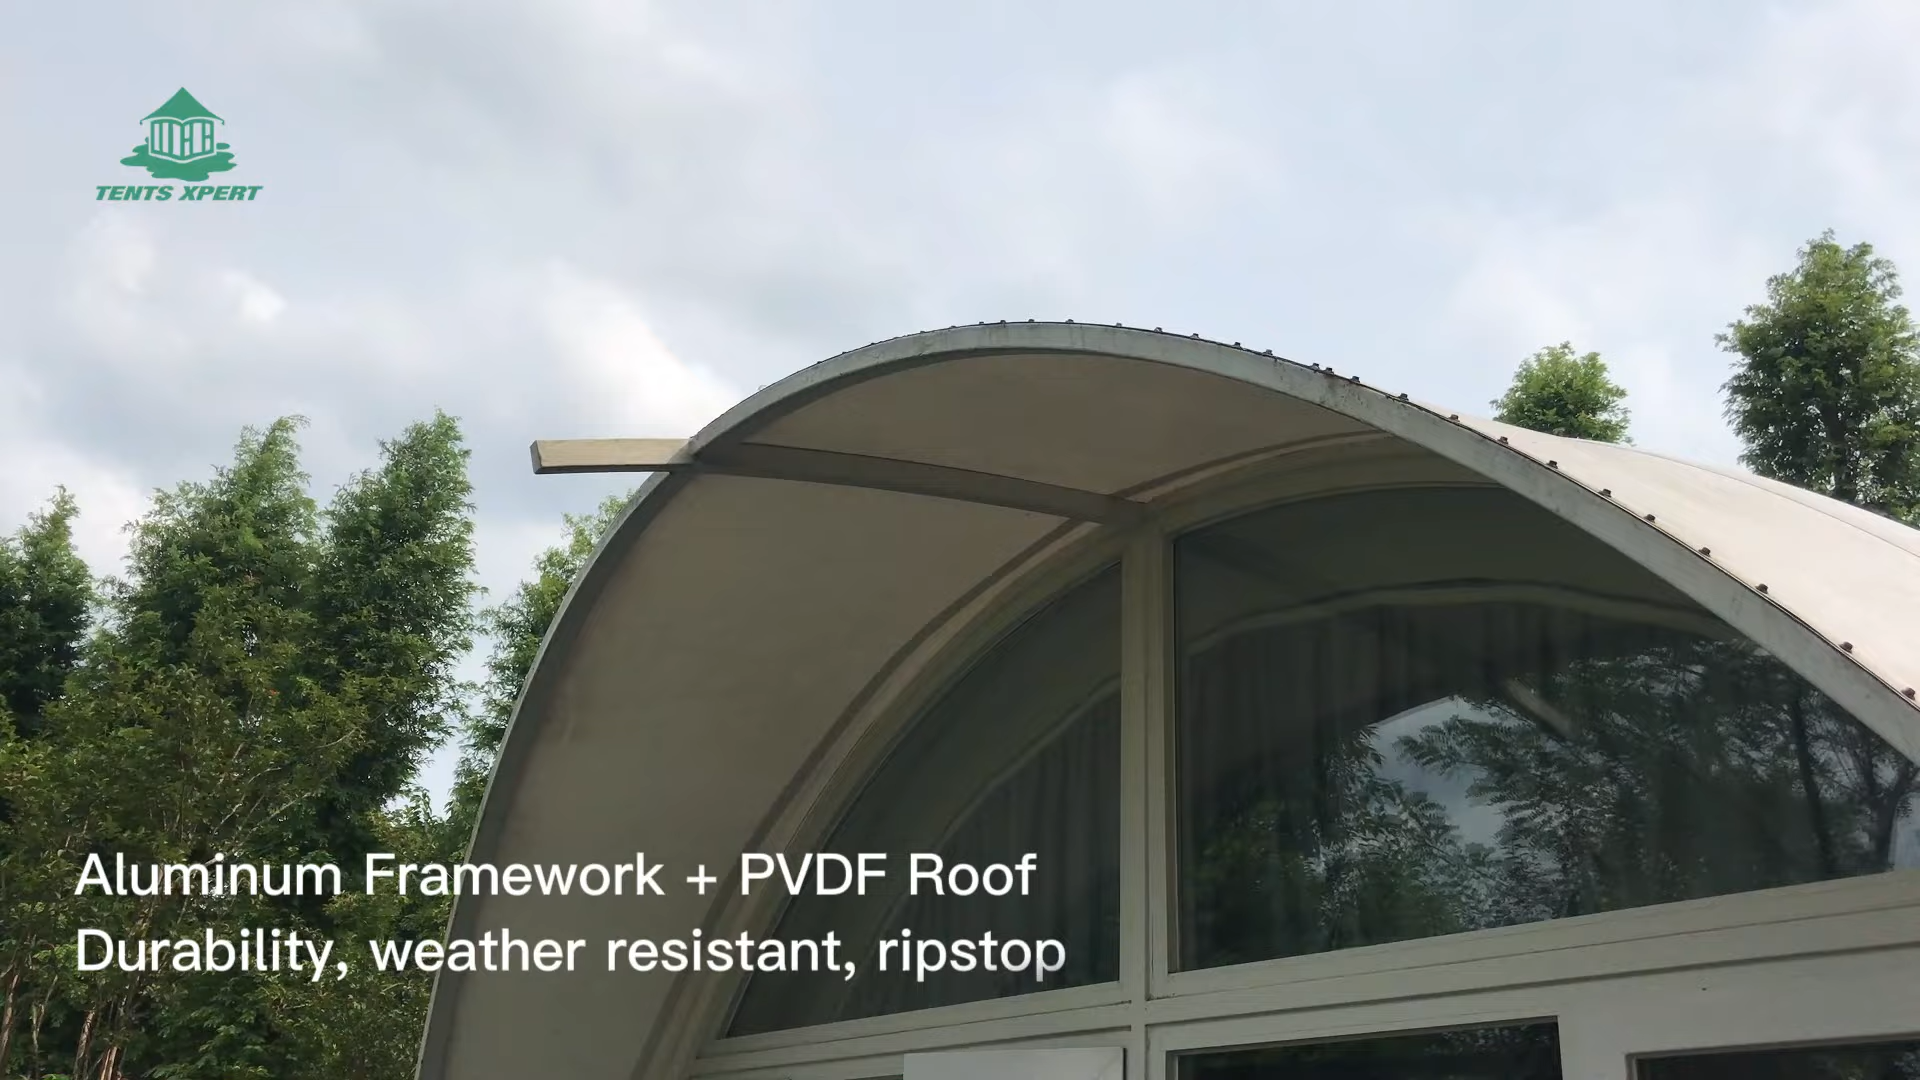 TENTS XPERT
Aluminum Framework + PVDF Roof
Durability, weather resistant, ripstop